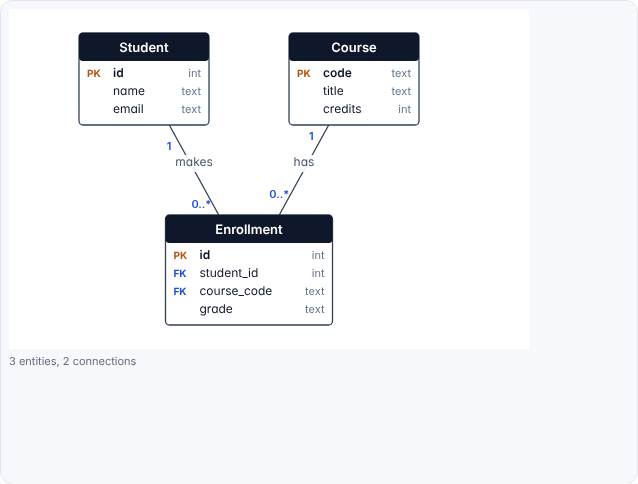 Student
PK id int
name text
email text
Course
PK code text
title text
credits int
1
makes
0..*
1
has
0..*
Enrollment
PK id int
FK student_id int
FK course_code text
grade text
3 entities, 2 connections